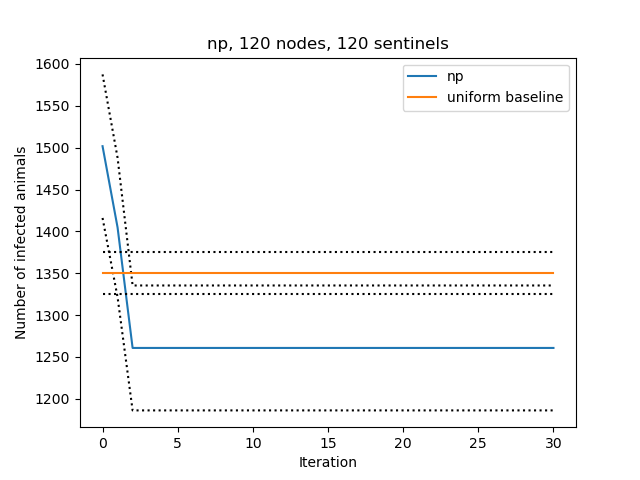 np, 120 nodes, 120 sentinels
np
uniform baseline
Number of infected animals
1600
1550
1500
1450
1400
1350
1300
1250
1200
0 5 10 15 20 25 30
Iteration